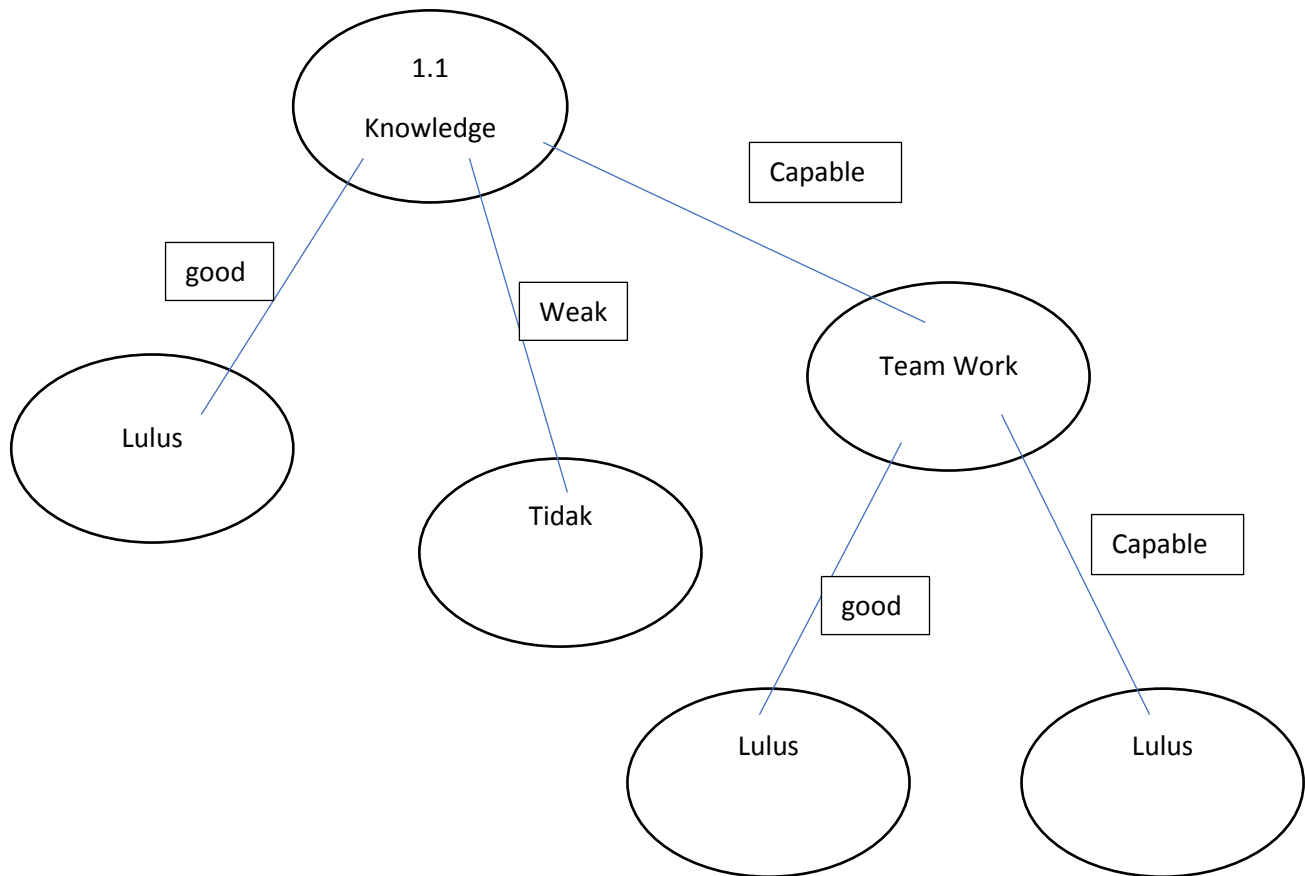 1.1
Knowledge
Capable
good
Weak
Team Work
Lulus
Tidak
Capable
good
Lulus
Lulus